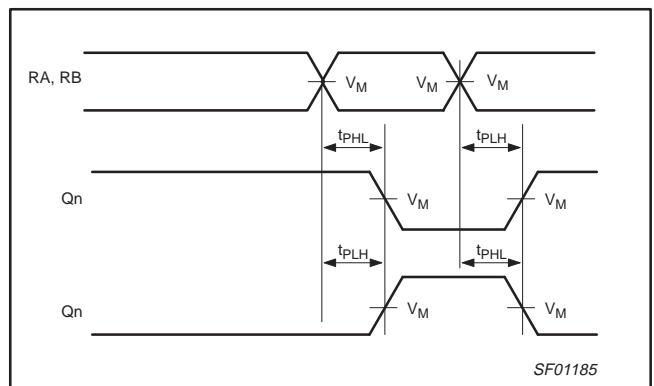 RA, RB
VM VM VM
tPHL tPLH
Qn
VM VM
tPLH tPHL
Qn
VM VM
SF01185